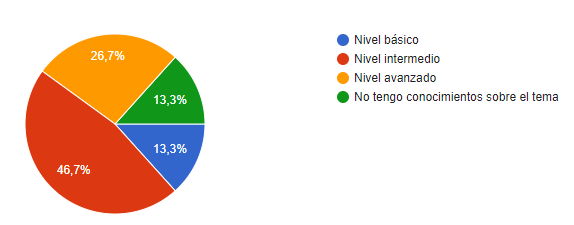 26,7%
13,3%
13,3%
46,7%
Nivel básico
Nivel intermedio
Nivel avanzado
No tengo conocimientos sobre el tema